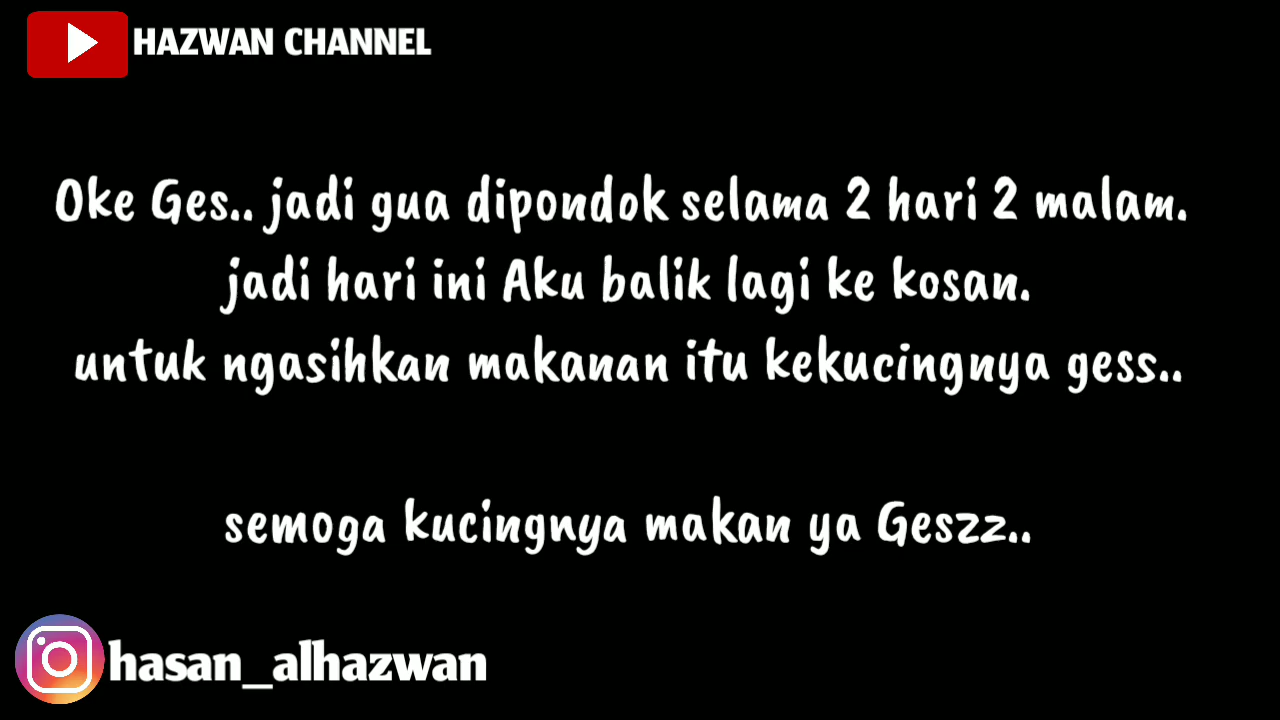 HAZWAN CHANNEL
Oke Ges.. jadi gua dipondok selama 2 hari 2 malam.
jadi hari ini Aku balik lagi ke kosan.
untuk ngasihkan makanan itu kekucingnya gess..
semoga kucingnya makan ya Geszz..
hasan_alhazwan